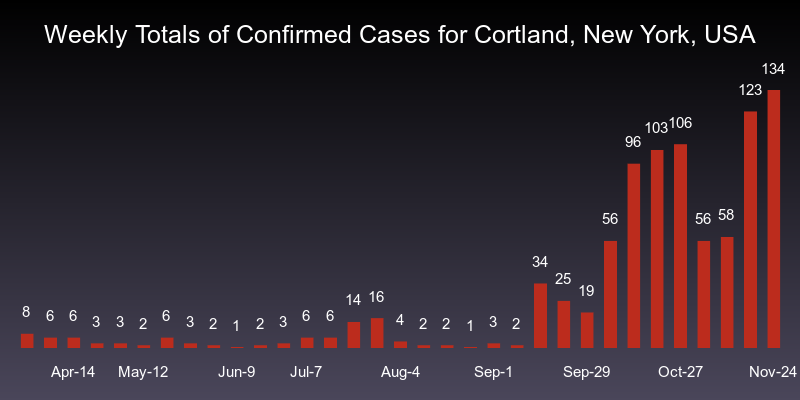 Weekly Totals of Confirmed Cases for Cortland, New York, USA
8 6 6 3 3 2 6 3 2 1 2 3 6 6 14 16 4 2 2 1 3 2 34 25 19 56 96 103 106 56 58 123 134
Apr-14 May-12 Jun-9 Jul-7 Aug-4 Sep-1 Sep-29 Oct-27 Nov-24